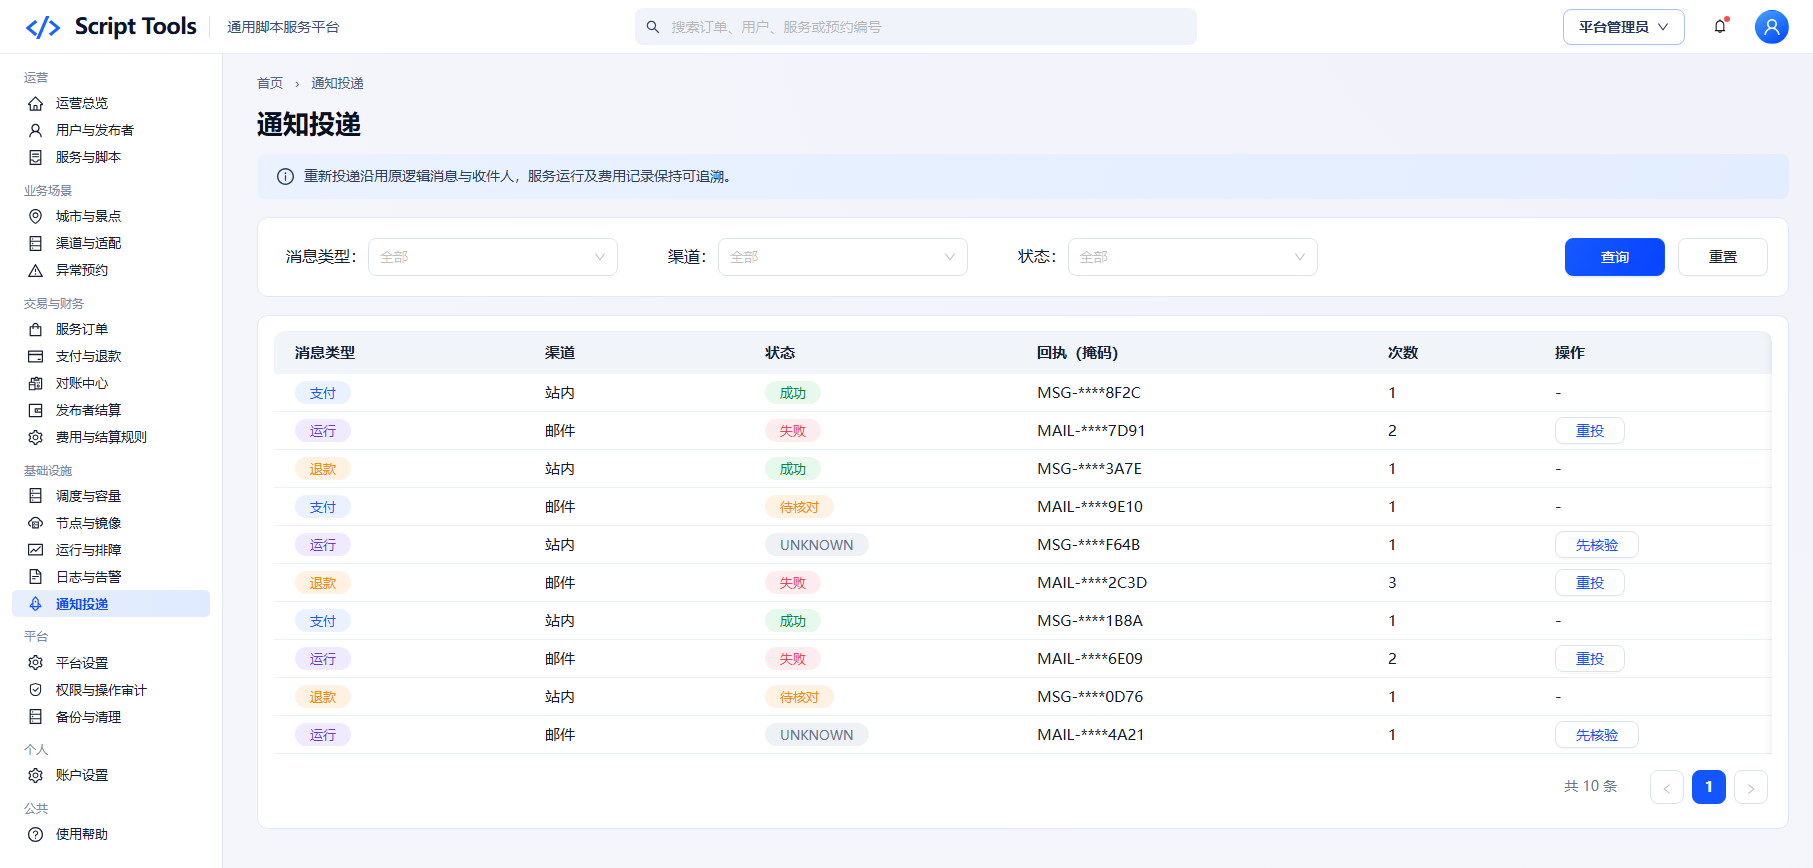 Script Tools
通用脚本服务平台
搜索订单、用户、服务或预约编号
平台管理员
运营
运营总览
用户与发布者
服务与脚本
业务场景
城市与景点
渠道与适配
异常预约
交易与财务
服务订单
支付与退款
对账中心
发布者结算
费用与结算规则
基础设施
调度与容量
节点与镜像
运行与排障
日志与告警
通知投递
平台
平台设置
权限与操作审计
备份与清理
个人
账户设置
公共
使用帮助
首页 › 通知投递
通知投递
重新投递沿用原逻辑消息与收件人，服务运行及费用记录保持可追溯。
消息类型： 全部 渠道： 全部 状态： 全部 查询 重置
消息类型 渠道 状态 回执（掩码） 次数 操作
支付 站内 成功 MSG-****8F2C 1 -
运行 邮件 失败 MAIL-****7D91 2 重投
退款 站内 成功 MSG-****3A7E 1 -
支付 邮件 待核对 MAIL-****9E10 1 -
运行 站内 UNKNOWN MSG-****F64B 1 先核验
退款 邮件 失败 MAIL-****2C3D 3 重投
支付 站内 成功 MSG-****1B8A 1 -
运行 邮件 失败 MAIL-****6E09 2 重投
退款 站内 待核对 MSG-****0D76 1 -
运行 邮件 UNKNOWN MAIL-****4A21 1 先核验
共 10 条 < 1 >